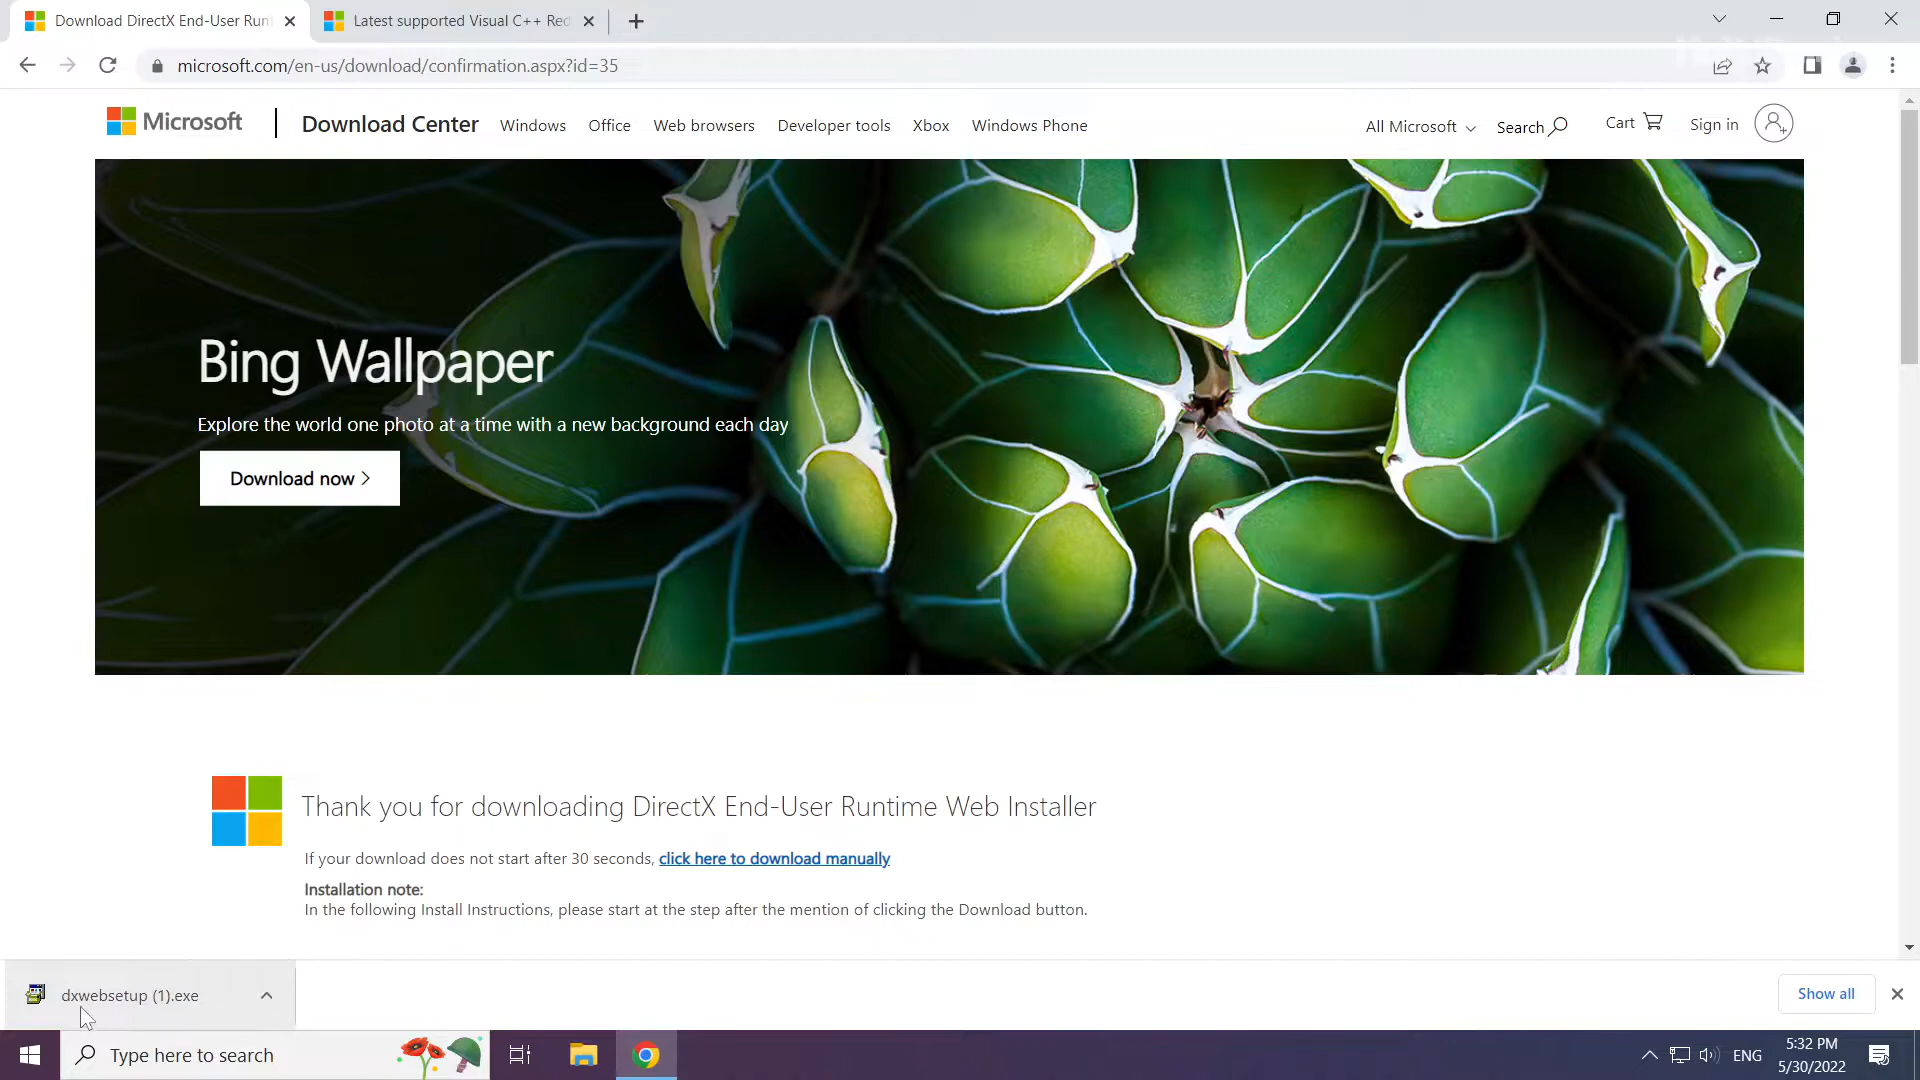 Download DirectX End-User Run
Latest supported Visual C++ Red
microsoft.com/en-us/download/confirmation.aspx?id=35
Microsoft
Download Center
Windows
Office
Web browsers
Developer tools
Xbox
Windows Phone
All Microsoft
Search
Cart
Sign in
Bing Wallpaper
Explore the world one photo at a time with a new background each day
Download now
Thank you for downloading DirectX End-User Runtime Web Installer
If your download does not start after 30 seconds, click here to download manually
Installation note:
In the following Install Instructions, please start at the step after the mention of clicking the Download button.
dxwebsetup (1).exe
Show all
Type here to search
ENG
5:32 PM
5/30/2022